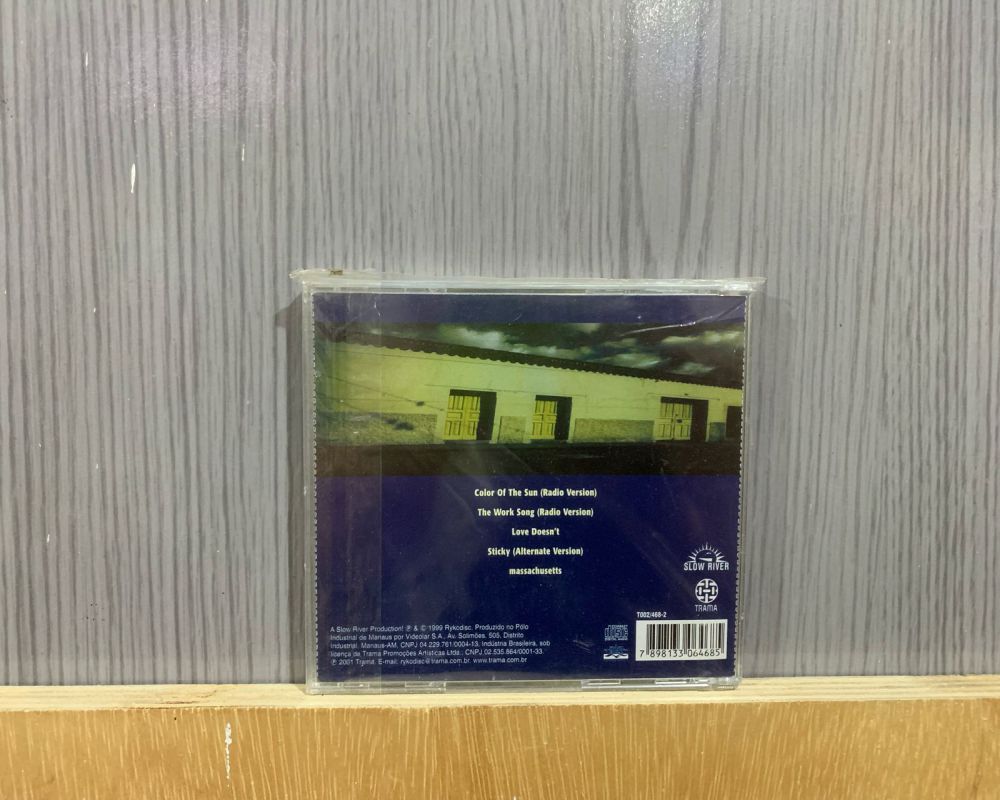 Color Of The Sun (Radio Version)
The Work Song (Radio Version)
Love Doesn't
Sticky (Alternate Version)
massachusetts
SLOW RIVER
TRAMA
T002/468-2
A Slow River Production! ℗ & © 1999 Rykodisc. Produzido no Pólo
Industrial de Manaus por Videolar S.A., Av. Solimões, 505, Distrito
Industrial, Manaus-AM, CNPJ 04.229.761/0004-13, Indústria Brasileira, sob
licença de Trama Promoções Artísticas Ltda., CNPJ 02.535.864/0001-33.
℗ 2001 Trama. E-mail: rykodisc@trama.com.br www.trama.com.br
7 898133 064685